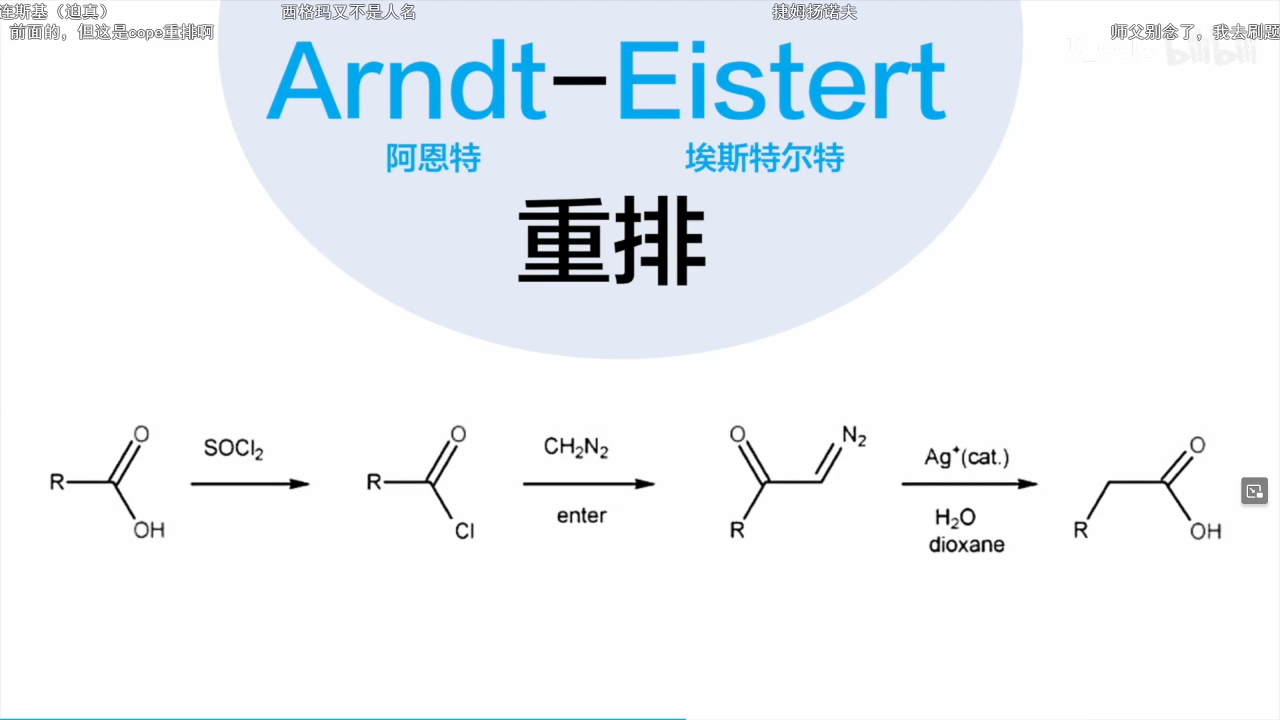 连斯基（迫真）
西格玛又不是人名
捷姆扬诺夫
前面的，但这是cope重排啊
师父别念了，我去刷题
bilibili
Arndt-Eistert
阿恩特 埃斯特尔特
重排
R O OH
SOCl₂
R O Cl
CH₂N₂
enter
O N₂ R
Ag⁺(cat.)
H₂O
dioxane
R O OH